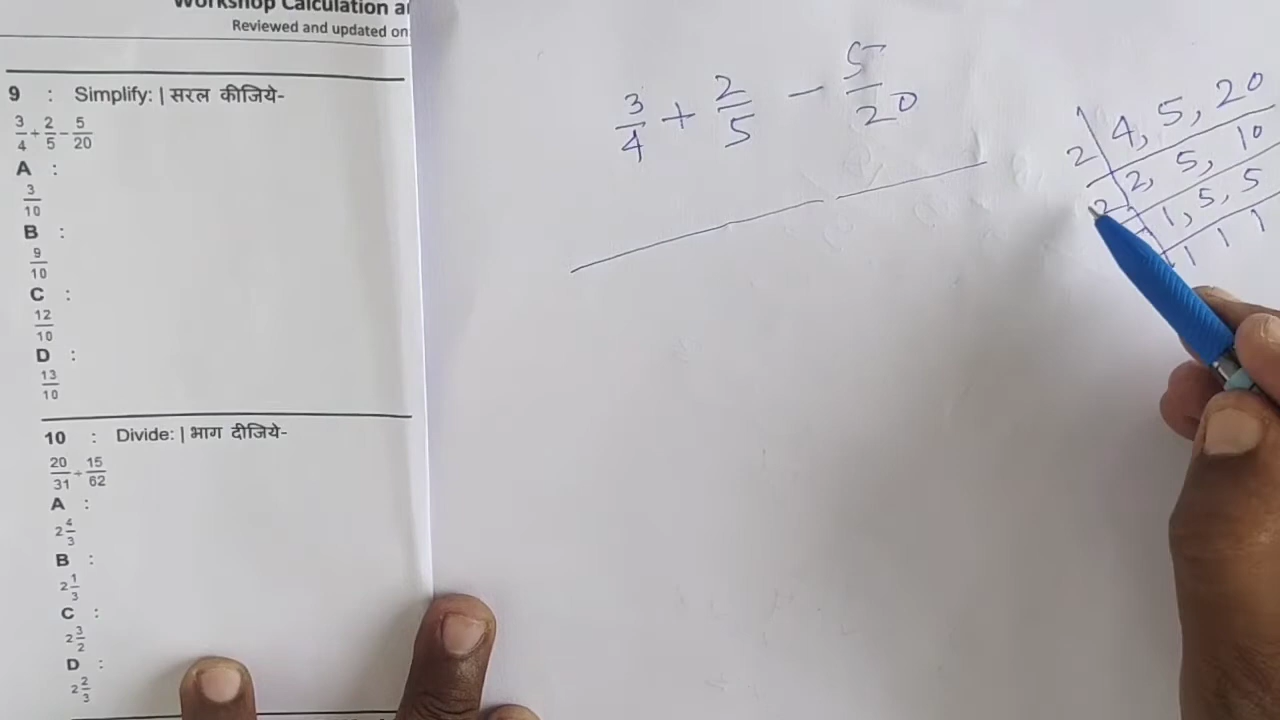 Workshop Calculation a
Reviewed and updated on
9 : Simplify: | सरल कीजिये-
3/4 + 2/5 − 5/20
A :
3/10
B :
9/10
C :
12/10
D :
13/10
10 : Divide: | भाग दीजिये-
20/31 ÷ 15/62
A :
2 4/3
B :
2 1/3
C :
2 3/2
D :
2 2/3
3/4 + 2/5 − 5/20
2 4, 5, 20
2 2, 5, 10
1, 5, 5
1 1 1